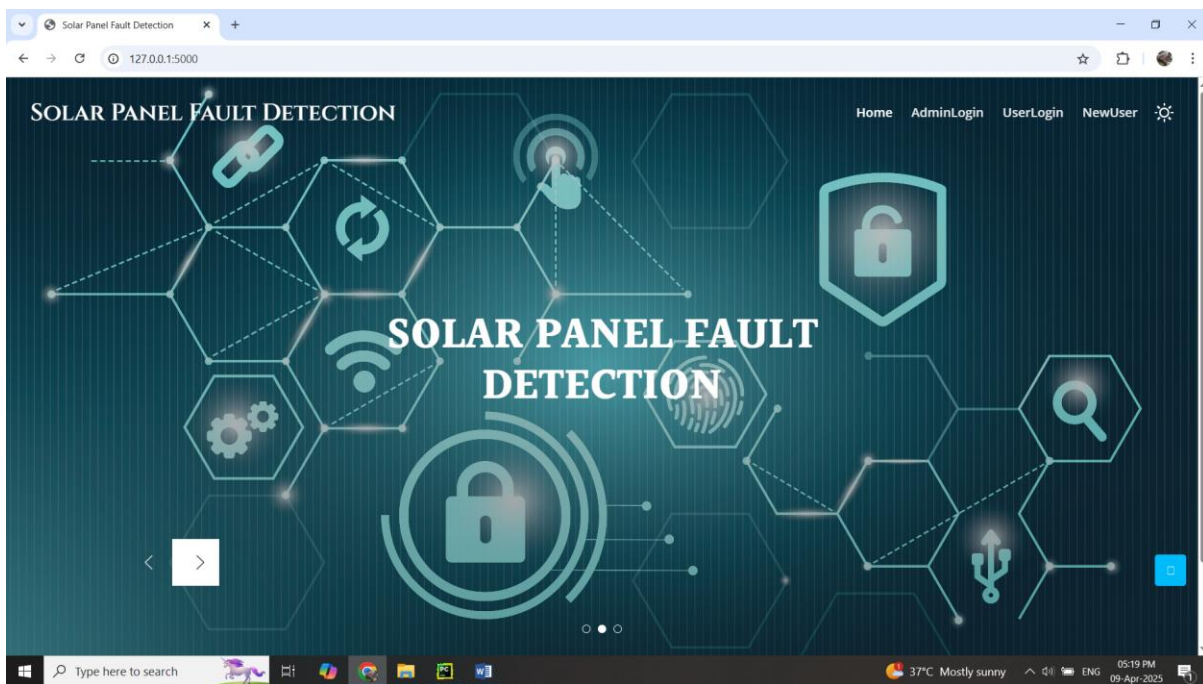 Solar Panel Fault Detection
127.0.0.1:5000
SOLAR PANEL FAULT DETECTION
Home AdminLogin UserLogin NewUser
SOLAR PANEL FAULT
DETECTION
Type here to search
PC
W
37°C Mostly sunny
ENG
05:19 PM
09-Apr-2025